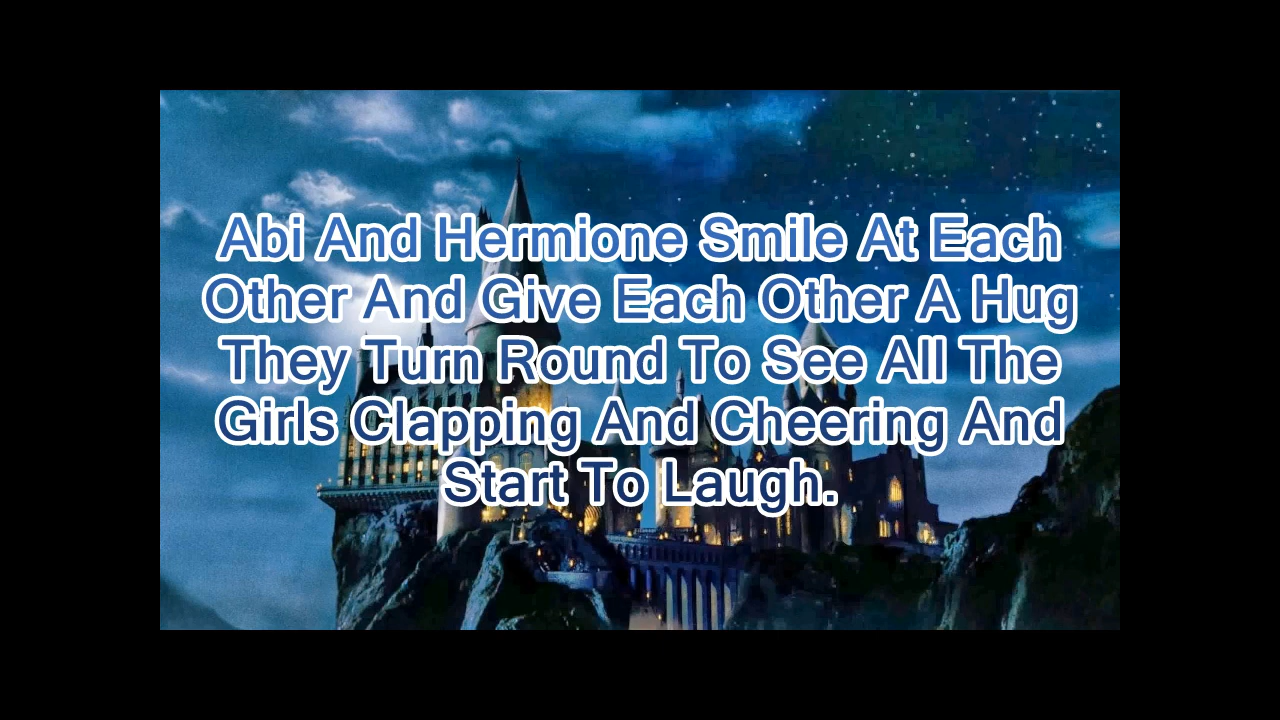 Abi And Hermione Smile At Each
Other And Give Each Other A Hug
They Turn Round To See All The
Girls Clapping And Cheering And
Start To Laugh.